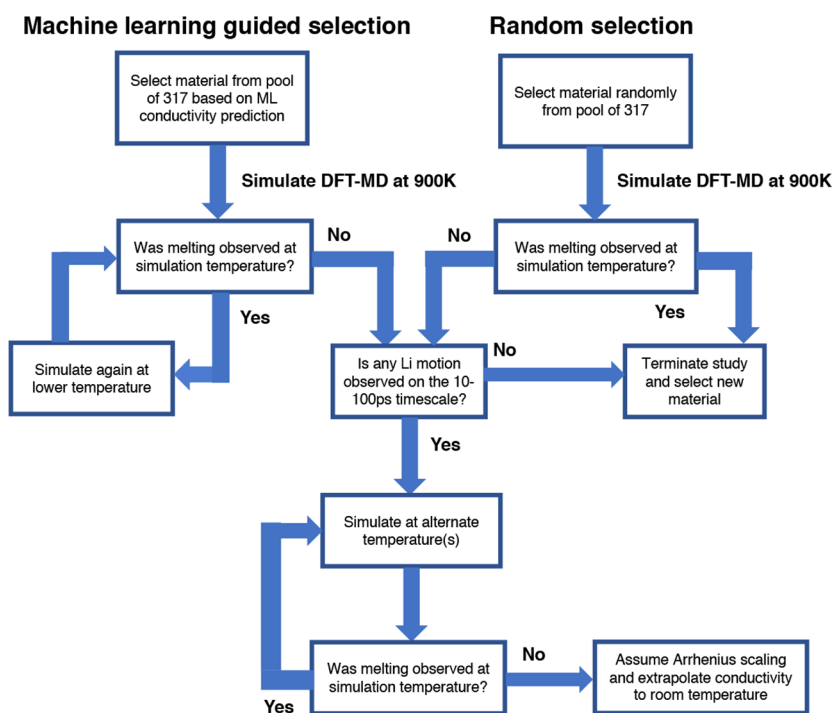 Machine learning guided selection
Random selection
Select material from pool
of 317 based on ML
conductivity prediction
Select material randomly
from pool of 317
Simulate DFT-MD at 900K
Simulate DFT-MD at 900K
Was melting observed at
simulation temperature?
No
No
Was melting observed at
simulation temperature?
Yes
Yes
Simulate again at
lower temperature
Is any Li motion
observed on the 10-
100ps timescale?
No
Terminate study
and select new
material
Yes
Simulate at alternate
temperature(s)
Was melting observed at
simulation temperature?
No
Yes
Assume Arrhenius scaling
and extrapolate conductivity
to room temperature